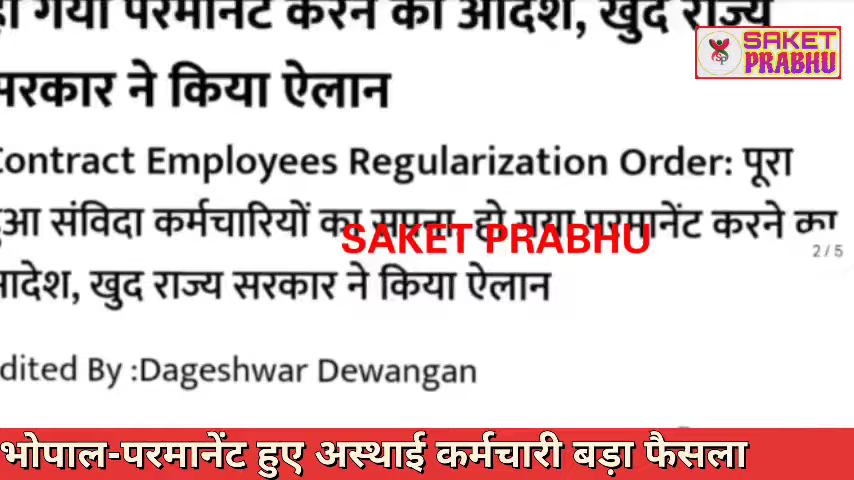 गया परमानेंट करने का आदेश, खुद राज्य
सरकार ने किया ऐलान
SAKET
PRABHU
Contract Employees Regularization Order: पूरा
हुआ संविदा कर्मचारियों का सपना, हो गया परमानेंट करने का
SAKET PRABHU
2/5
आदेश, खुद राज्य सरकार ने किया ऐलान
Edited By :Dageshwar Dewangan
भोपाल-परमानेंट हुए अस्थाई कर्मचारी बड़ा फैसला